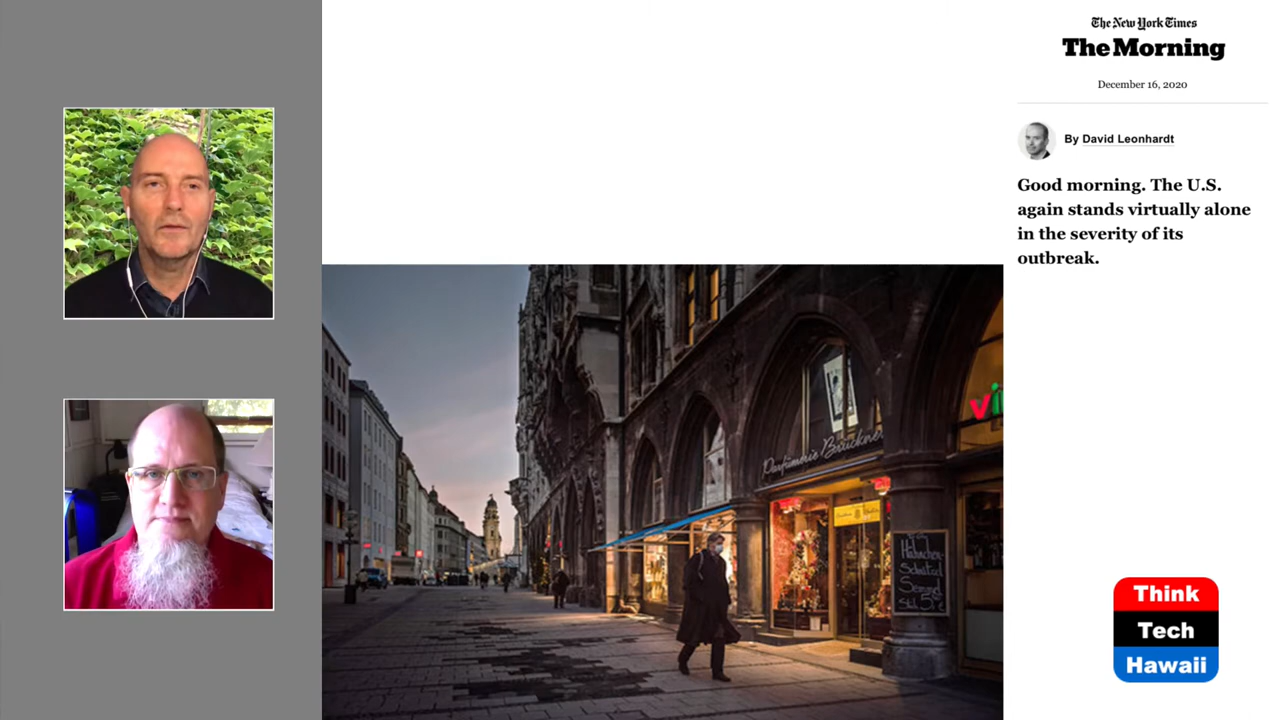 The New York Times
The Morning
December 16, 2020
By David Leonhardt
Good morning. The U.S.
again stands virtually alone
in the severity of its
outbreak.
Parfümerie Brückner
Think
Tech
Hawaii